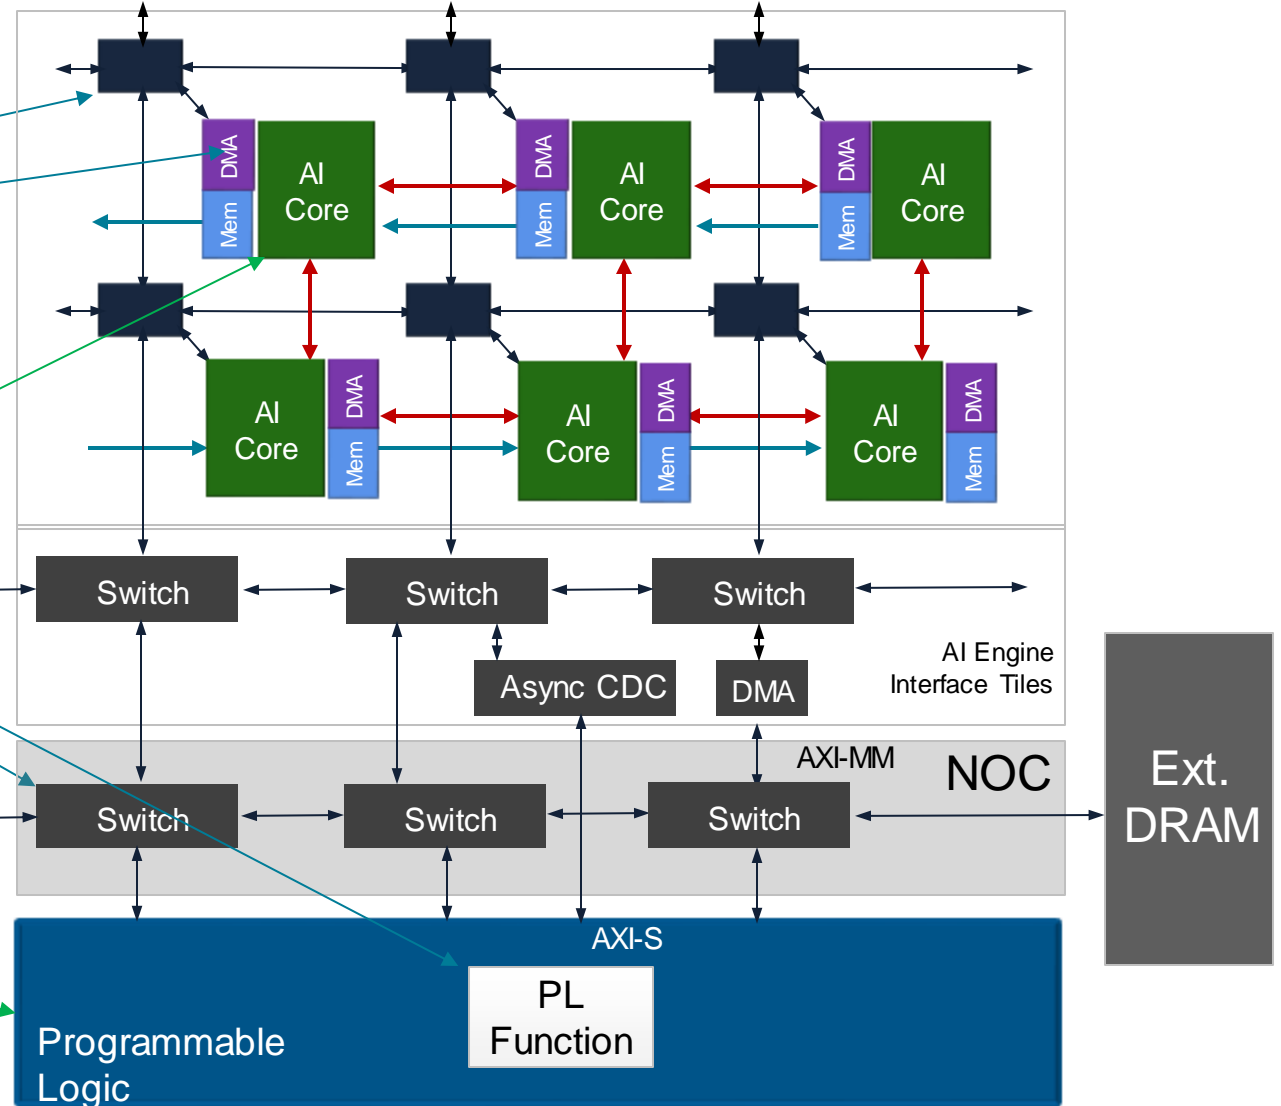 DMA
AI
Core
Mem
DMA
AI
Core
Mem
DMA
AI
Core
Mem
AI
Core
DMA
Mem
AI
Core
DMA
Mem
AI
Core
DMA
Mem
Switch
Switch
Switch
AI Engine
Interface Tiles
Async CDC
DMA
AXI-MM
NOC
Ext.
DRAM
Switch
Switch
Switch
AXI-S
PL
Function
Programmable
Logic